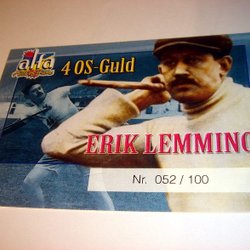 alfa
4 OS-Guld
ERIK LEMMING
Nr. 052 / 100